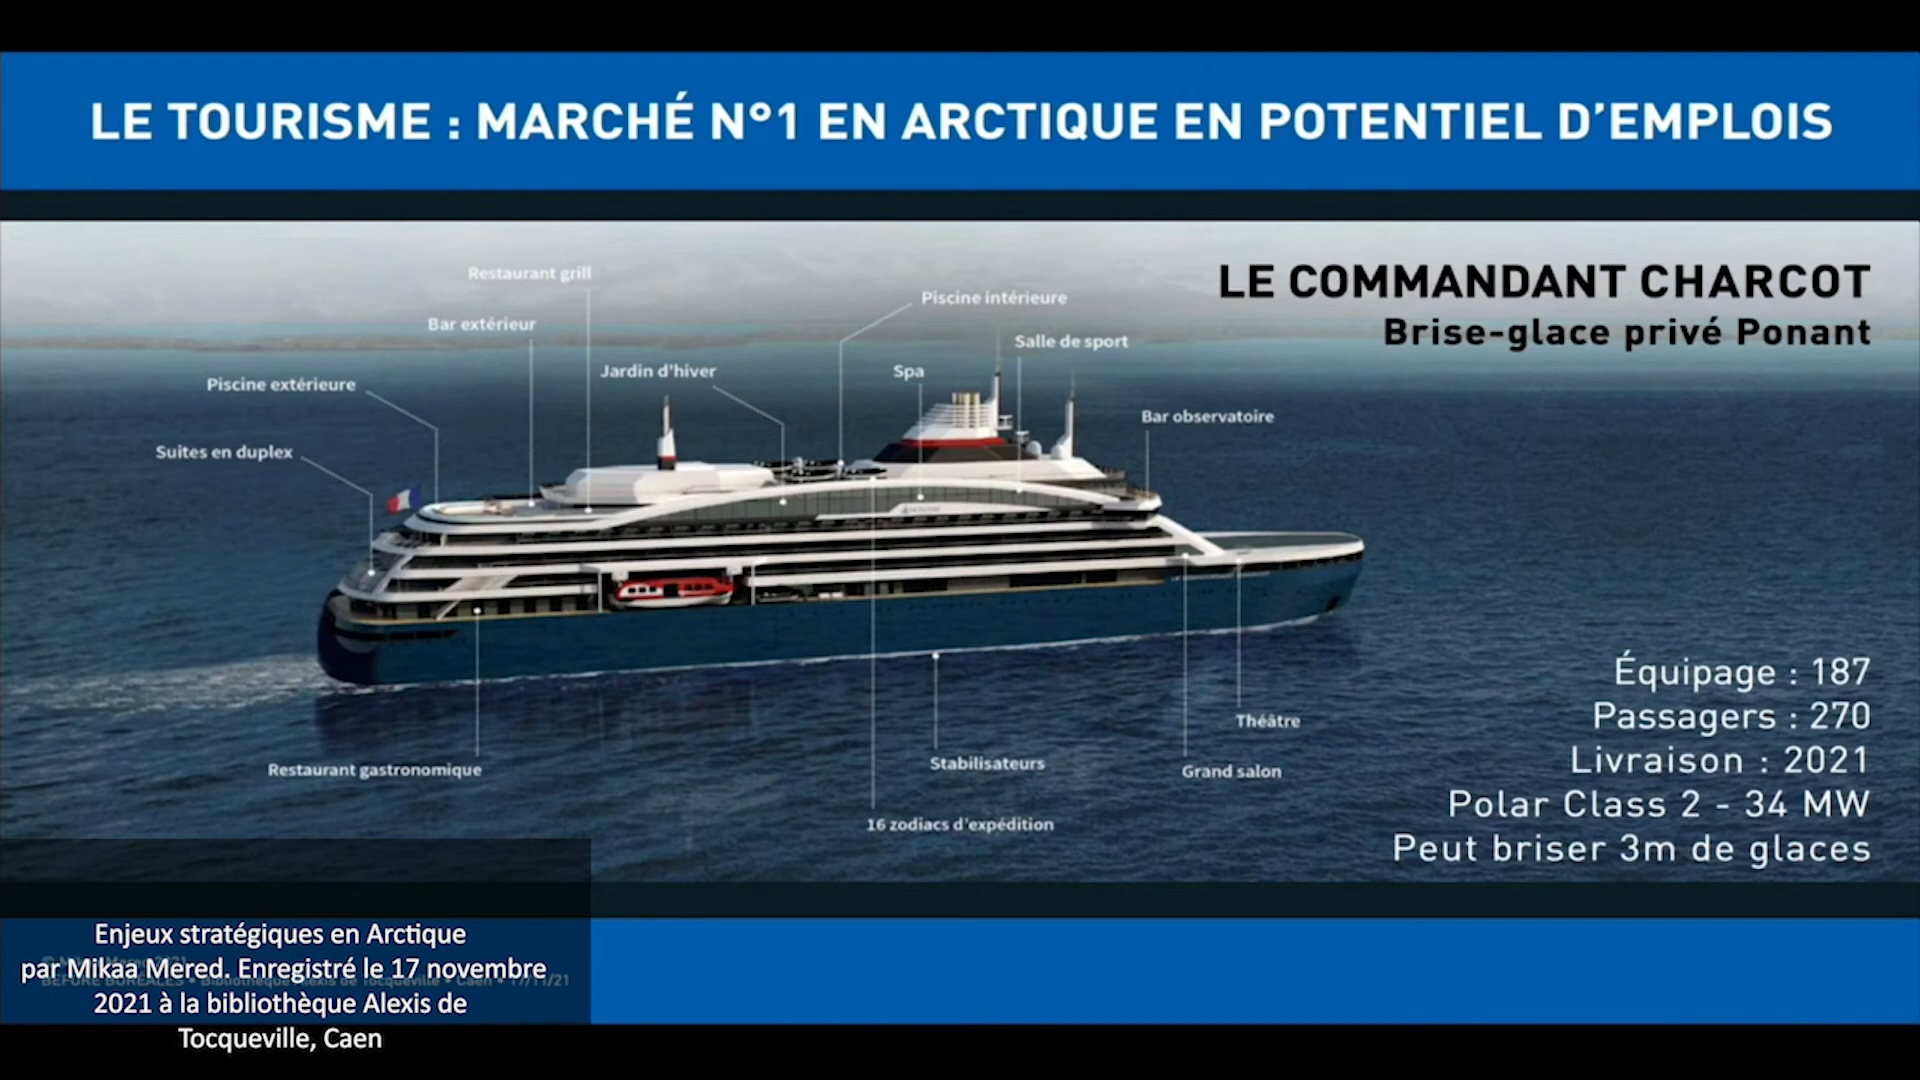 LE TOURISME : MARCHÉ N°1 EN ARCTIQUE EN POTENTIEL D'EMPLOIS
LE COMMANDANT CHARCOT
Brise-glace privé Ponant
Restaurant grill
Piscine intérieure
Bar extérieur
Salle de sport
Jardin d'hiver
Spa
Piscine extérieure
Bar observatoire
Suites en duplex
Équipage : 187
Passagers : 270
Livraison : 2021
Polar Class 2 - 34 MW
Peut briser 3m de glaces
Théâtre
Stabilisateurs
Restaurant gastronomique
Grand salon
16 zodiacs d'expédition
Enjeux stratégiques en Arctique
par Mikaa Mered. Enregistré le 17 novembre
2021 à la bibliothèque Alexis de
Tocqueville, Caen